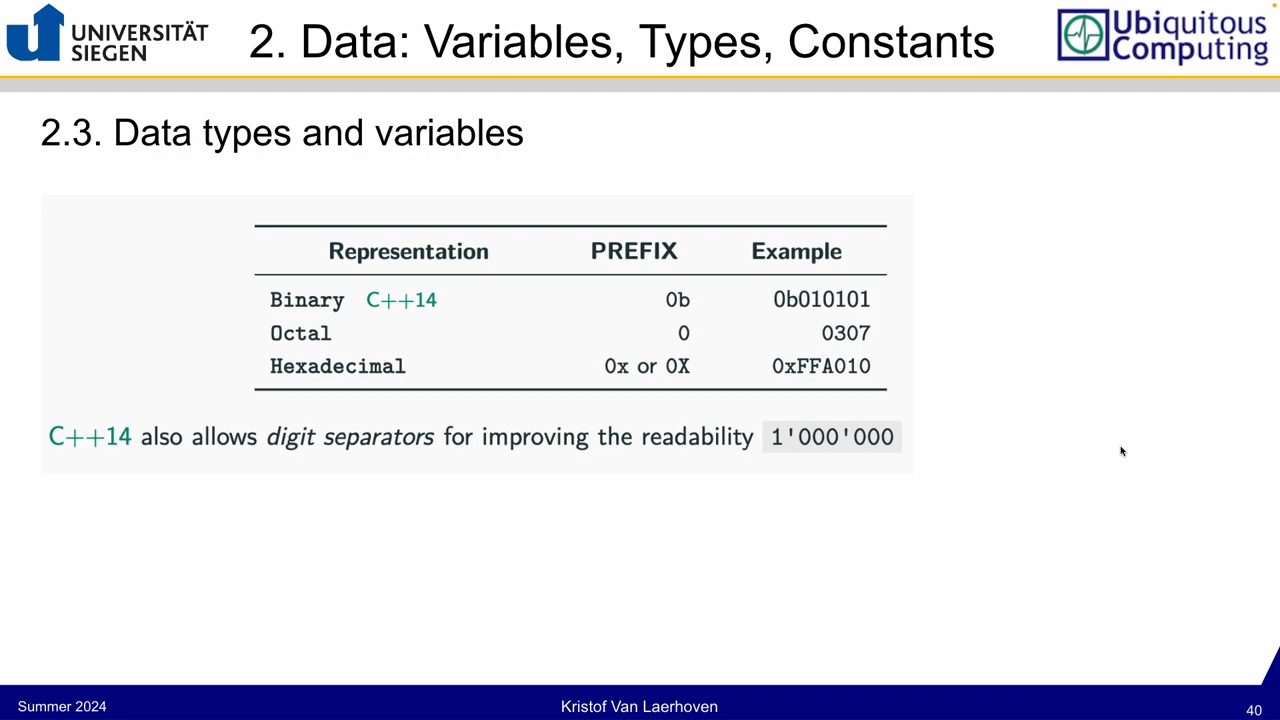 UNIVERSITÄT
SIEGEN
2. Data: Variables, Types, Constants
Ubiquitous
Computing
2.3. Data types and variables
Representation PREFIX Example
Binary C++14 0b 0b010101
Octal 0 0307
Hexadecimal 0x or 0X 0xFFA010
C++14 also allows digit separators for improving the readability 1'000'000
Summer 2024 Kristof Van Laerhoven 40